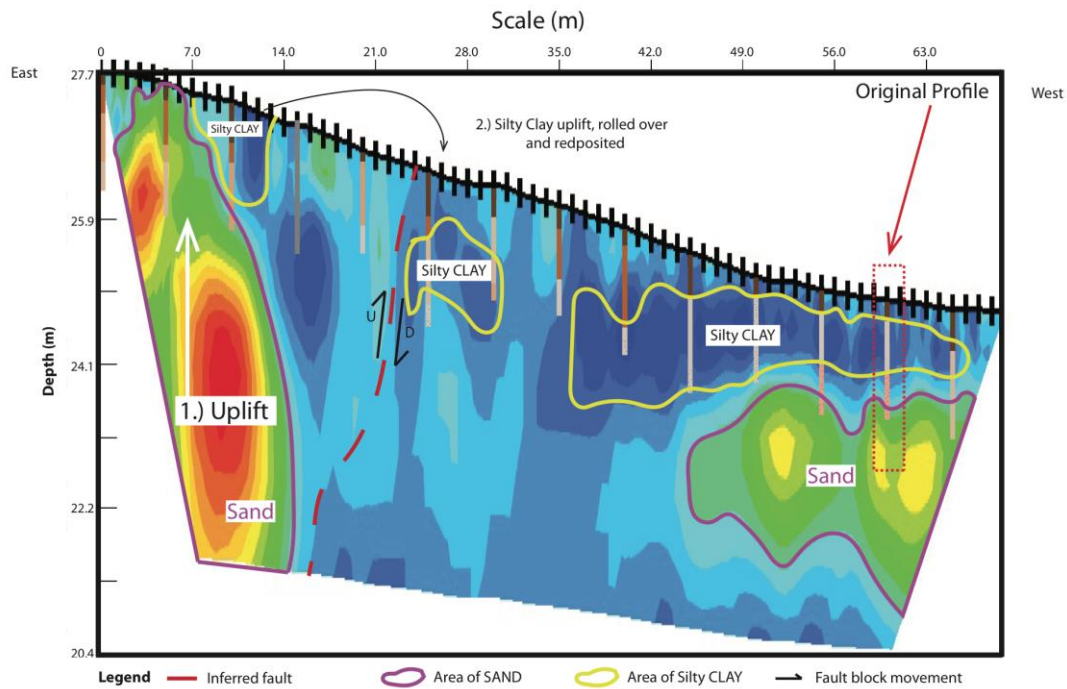 Scale (m)
0 7.0 14.0 21.0 28.0 35.0 42.0 49.0 56.0 63.0
East
West
27.7
Original Profile
Silty CLAY
2.) Silty Clay uplift, rolled over
and redposited
25.9
Silty CLAY
U
D
Silty CLAY
Depth (m)
24.1
1.) Uplift
Sand
Sand
22.2
20.4
Legend Inferred fault Area of SAND Area of Silty CLAY Fault block movement